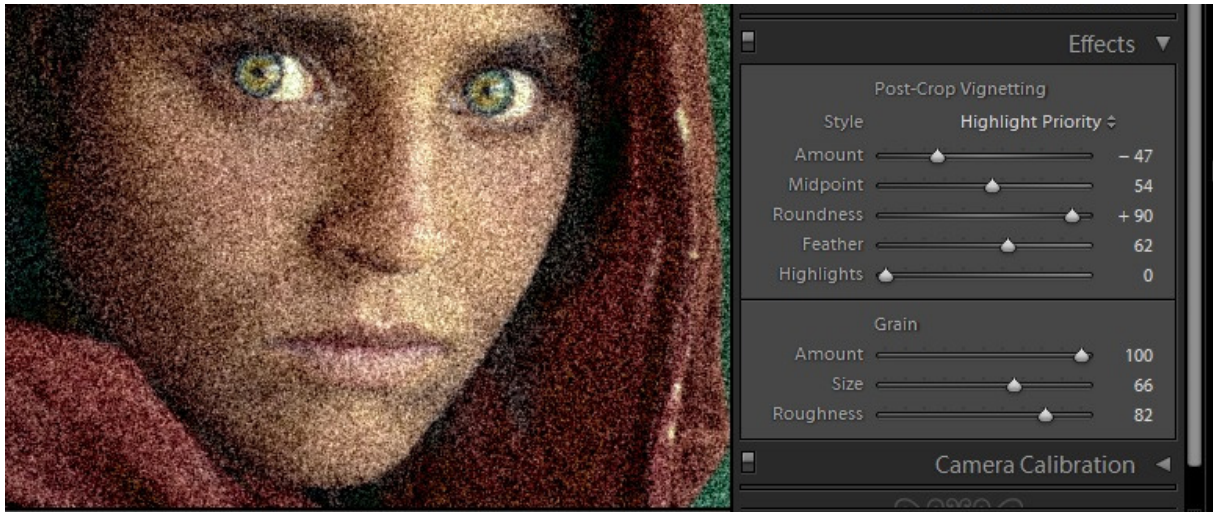 Effects
Post-Crop Vignetting
Style Highlight Priority
Amount – 47
Midpoint 54
Roundness + 90
Feather 62
Highlights 0
Grain
Amount 100
Size 66
Roughness 82
Camera Calibration